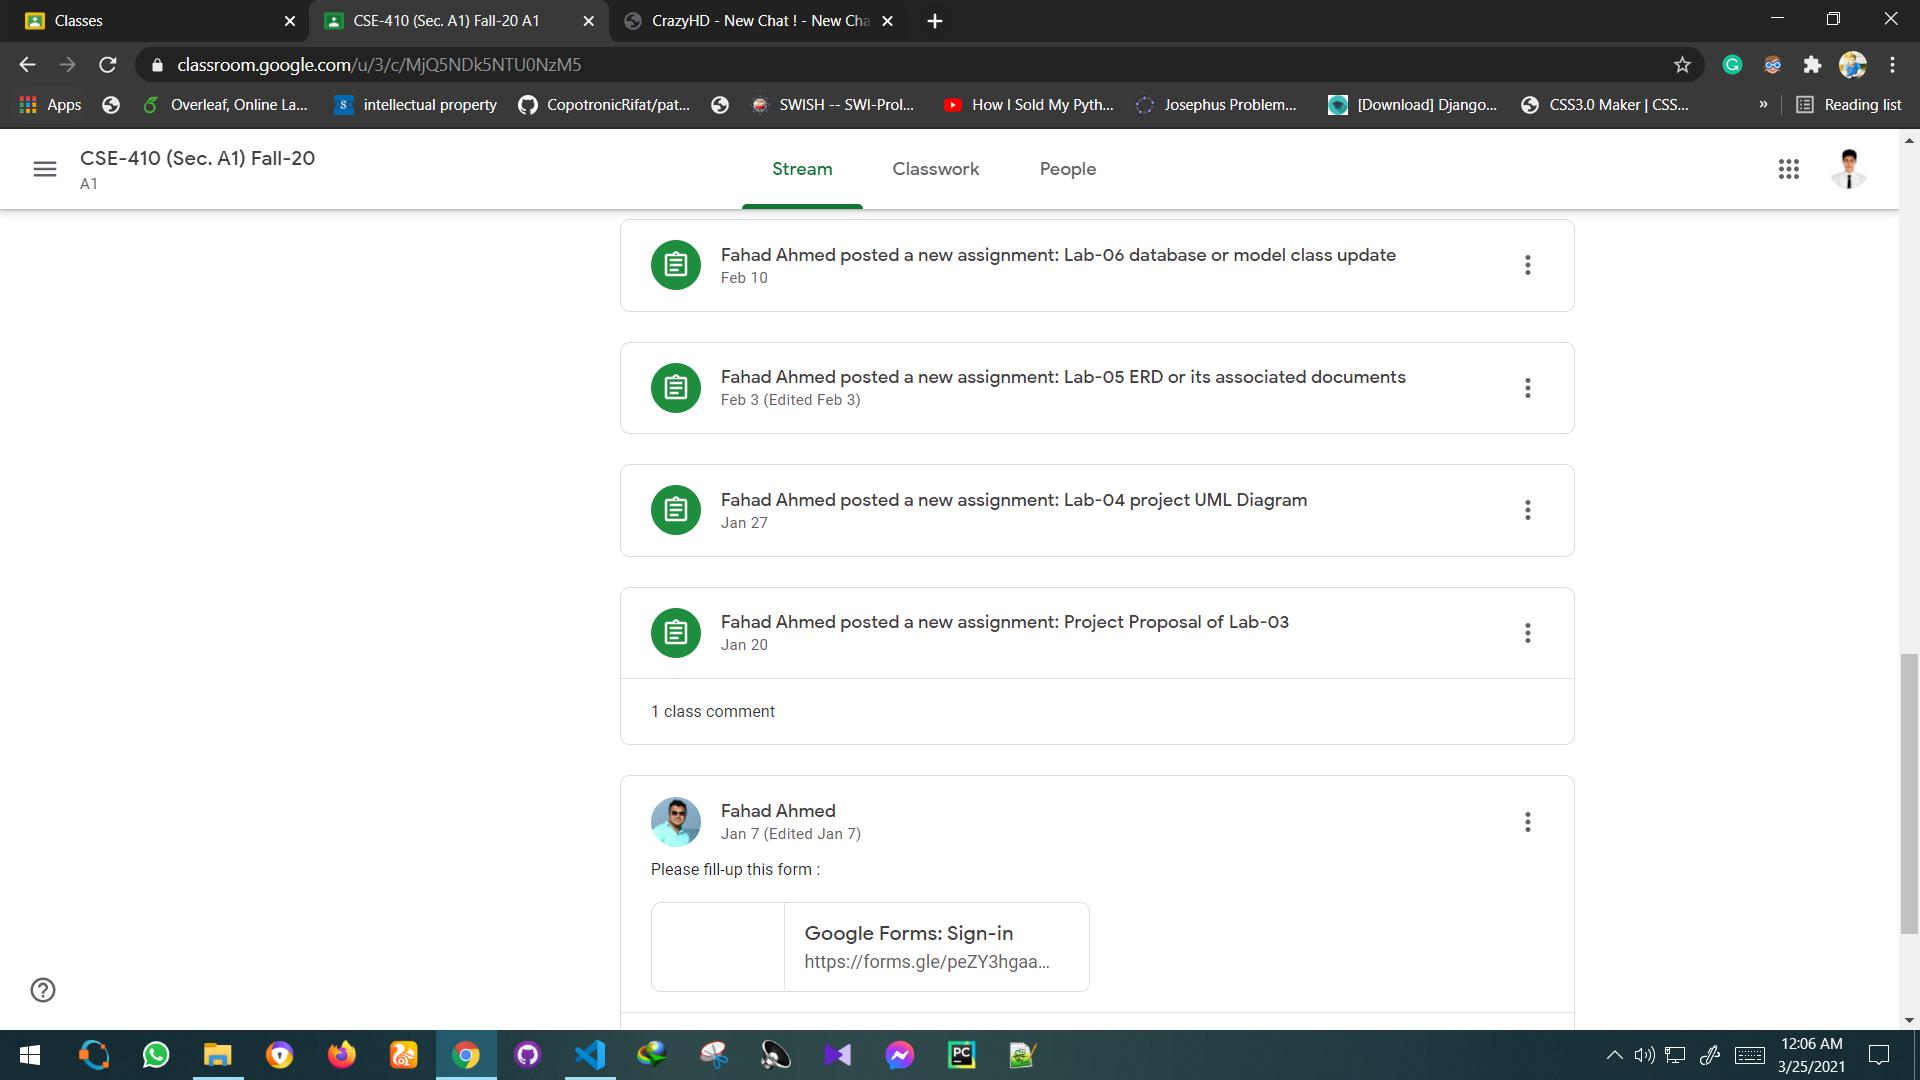 Classes
CSE-410 (Sec. A1) Fall-20 A1
CrazyHD - New Chat ! - New Cha
classroom.google.com/u/3/c/MjQ5NDk5NTU0NzM5
Apps
Overleaf, Online La...
intellectual property
CopotronicRifat/pat...
SWISH -- SWI-Prol...
How I Sold My Pyth...
Josephus Problem...
[Download] Django...
CSS3.0 Maker | CSS...
»
Reading list
CSE-410 (Sec. A1) Fall-20
A1
Stream
Classwork
People
Fahad Ahmed posted a new assignment: Lab-06 database or model class update
Feb 10
Fahad Ahmed posted a new assignment: Lab-05 ERD or its associated documents
Feb 3 (Edited Feb 3)
Fahad Ahmed posted a new assignment: Lab-04 project UML Diagram
Jan 27
Fahad Ahmed posted a new assignment: Project Proposal of Lab-03
Jan 20
1 class comment
Fahad Ahmed
Jan 7 (Edited Jan 7)
Please fill-up this form :
Google Forms: Sign-in
https://forms.gle/peZY3hgaa...
12:06 AM
3/25/2021